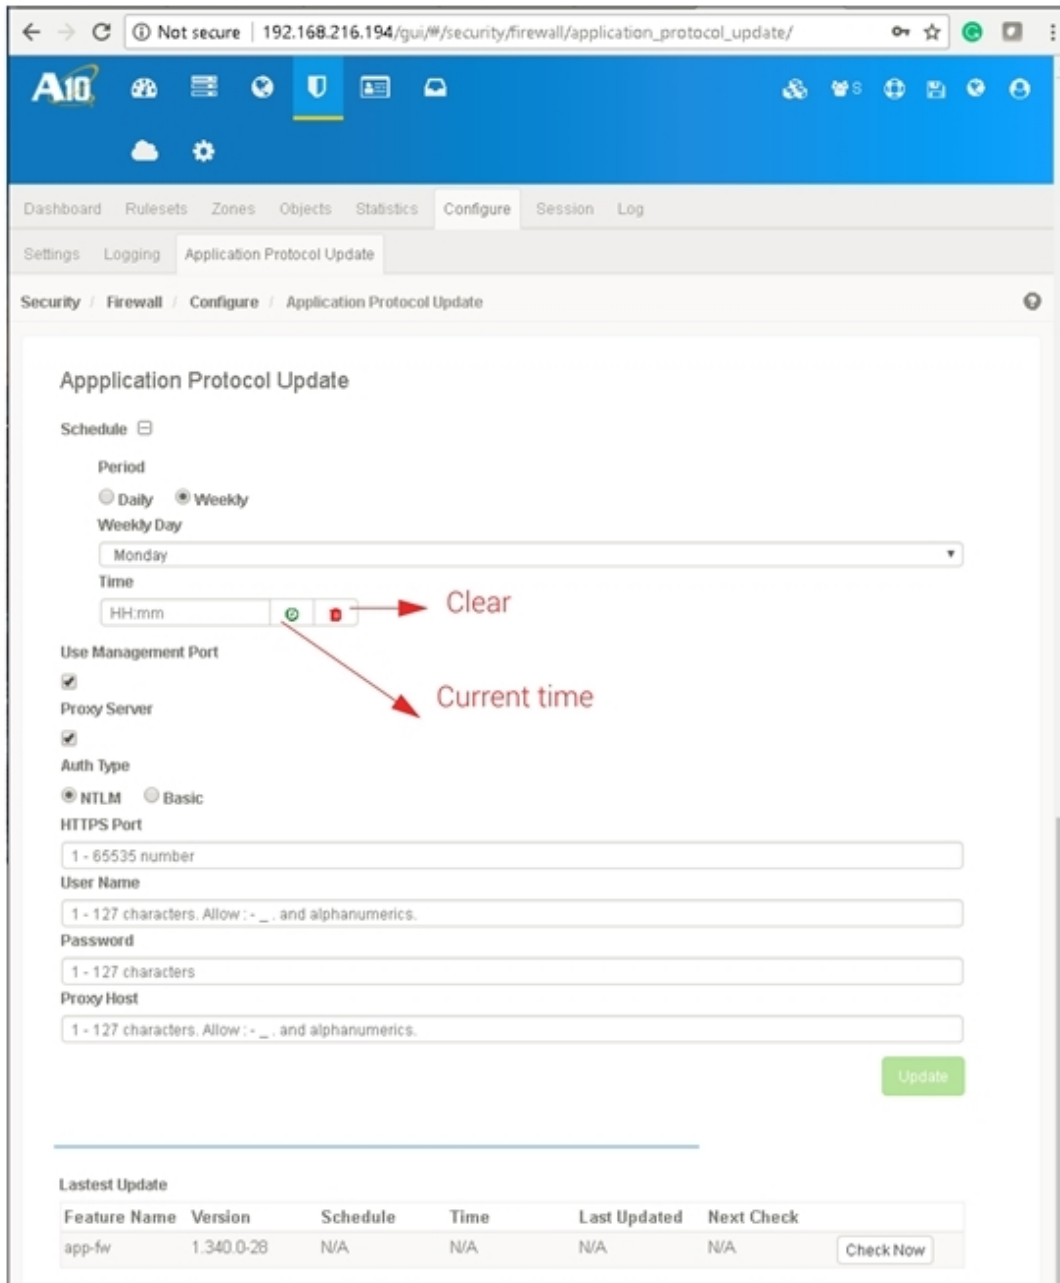 Not secure | 192.168.216.194/gui/#/security/firewall/application_protocol_update/
A10
S
Dashboard Rulesets Zones Objects Statistics Configure Session Log
Settings Logging Application Protocol Update
Security / Firewall / Configure / Application Protocol Update
Appplication Protocol Update
Schedule
Period
Daily Weekly
Weekly Day
Monday
Time
HH:mm
Clear
Use Management Port
Current time
Proxy Server
Auth Type
NTLM Basic
HTTPS Port
1 - 65535 number
User Name
1 - 127 characters. Allow : - _ . and alphanumerics.
Password
1 - 127 characters
Proxy Host
1 - 127 characters. Allow : - _ . and alphanumerics.
Update
Lastest Update
Feature Name Version Schedule Time Last Updated Next Check
app-fw 1.340.0-28 N/A N/A N/A N/A Check Now